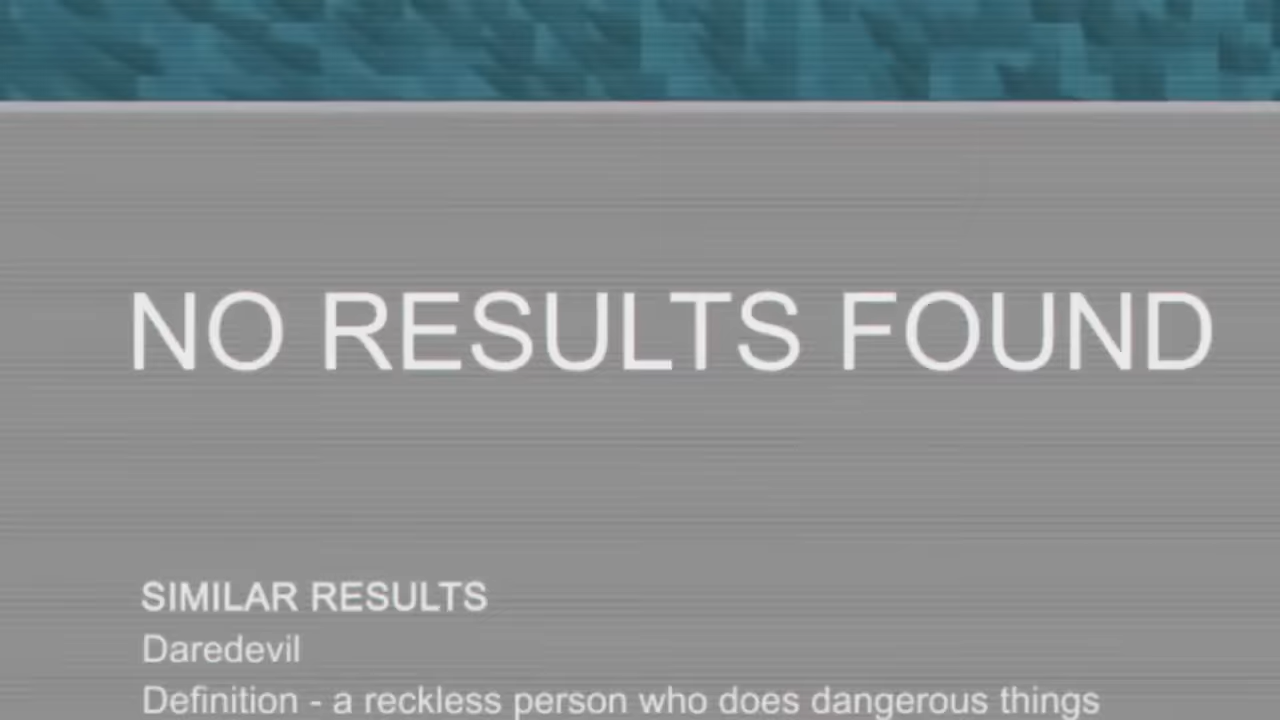 NO RESULTS FOUND
SIMILAR RESULTS
Daredevil
Definition - a reckless person who does dangerous things